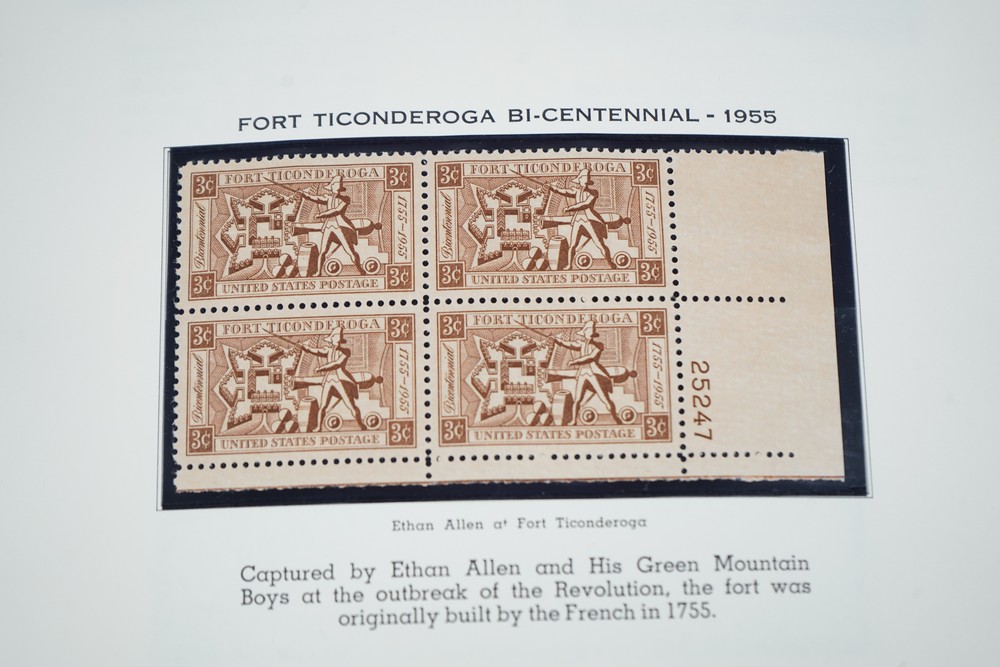 FORT TICONDEROGA BI-CENTENNIAL - 1955
3¢ FORT TICONDEROGA 3¢
Bicentennial
1755-1955
3¢ UNITED STATES POSTAGE 3¢
3¢ FORT TICONDEROGA 3¢
Bicentennial
1755-1955
3¢ UNITED STATES POSTAGE 3¢
3¢ FORT TICONDEROGA 3¢
Bicentennial
1755-1955
3¢ UNITED STATES POSTAGE 3¢
3¢ FORT TICONDEROGA 3¢
Bicentennial
1755-1955
3¢ UNITED STATES POSTAGE 3¢
25247
Ethan Allen at Fort Ticonderoga
Captured by Ethan Allen and His Green Mountain
Boys at the outbreak of the Revolution, the fort was
originally built by the French in 1755.